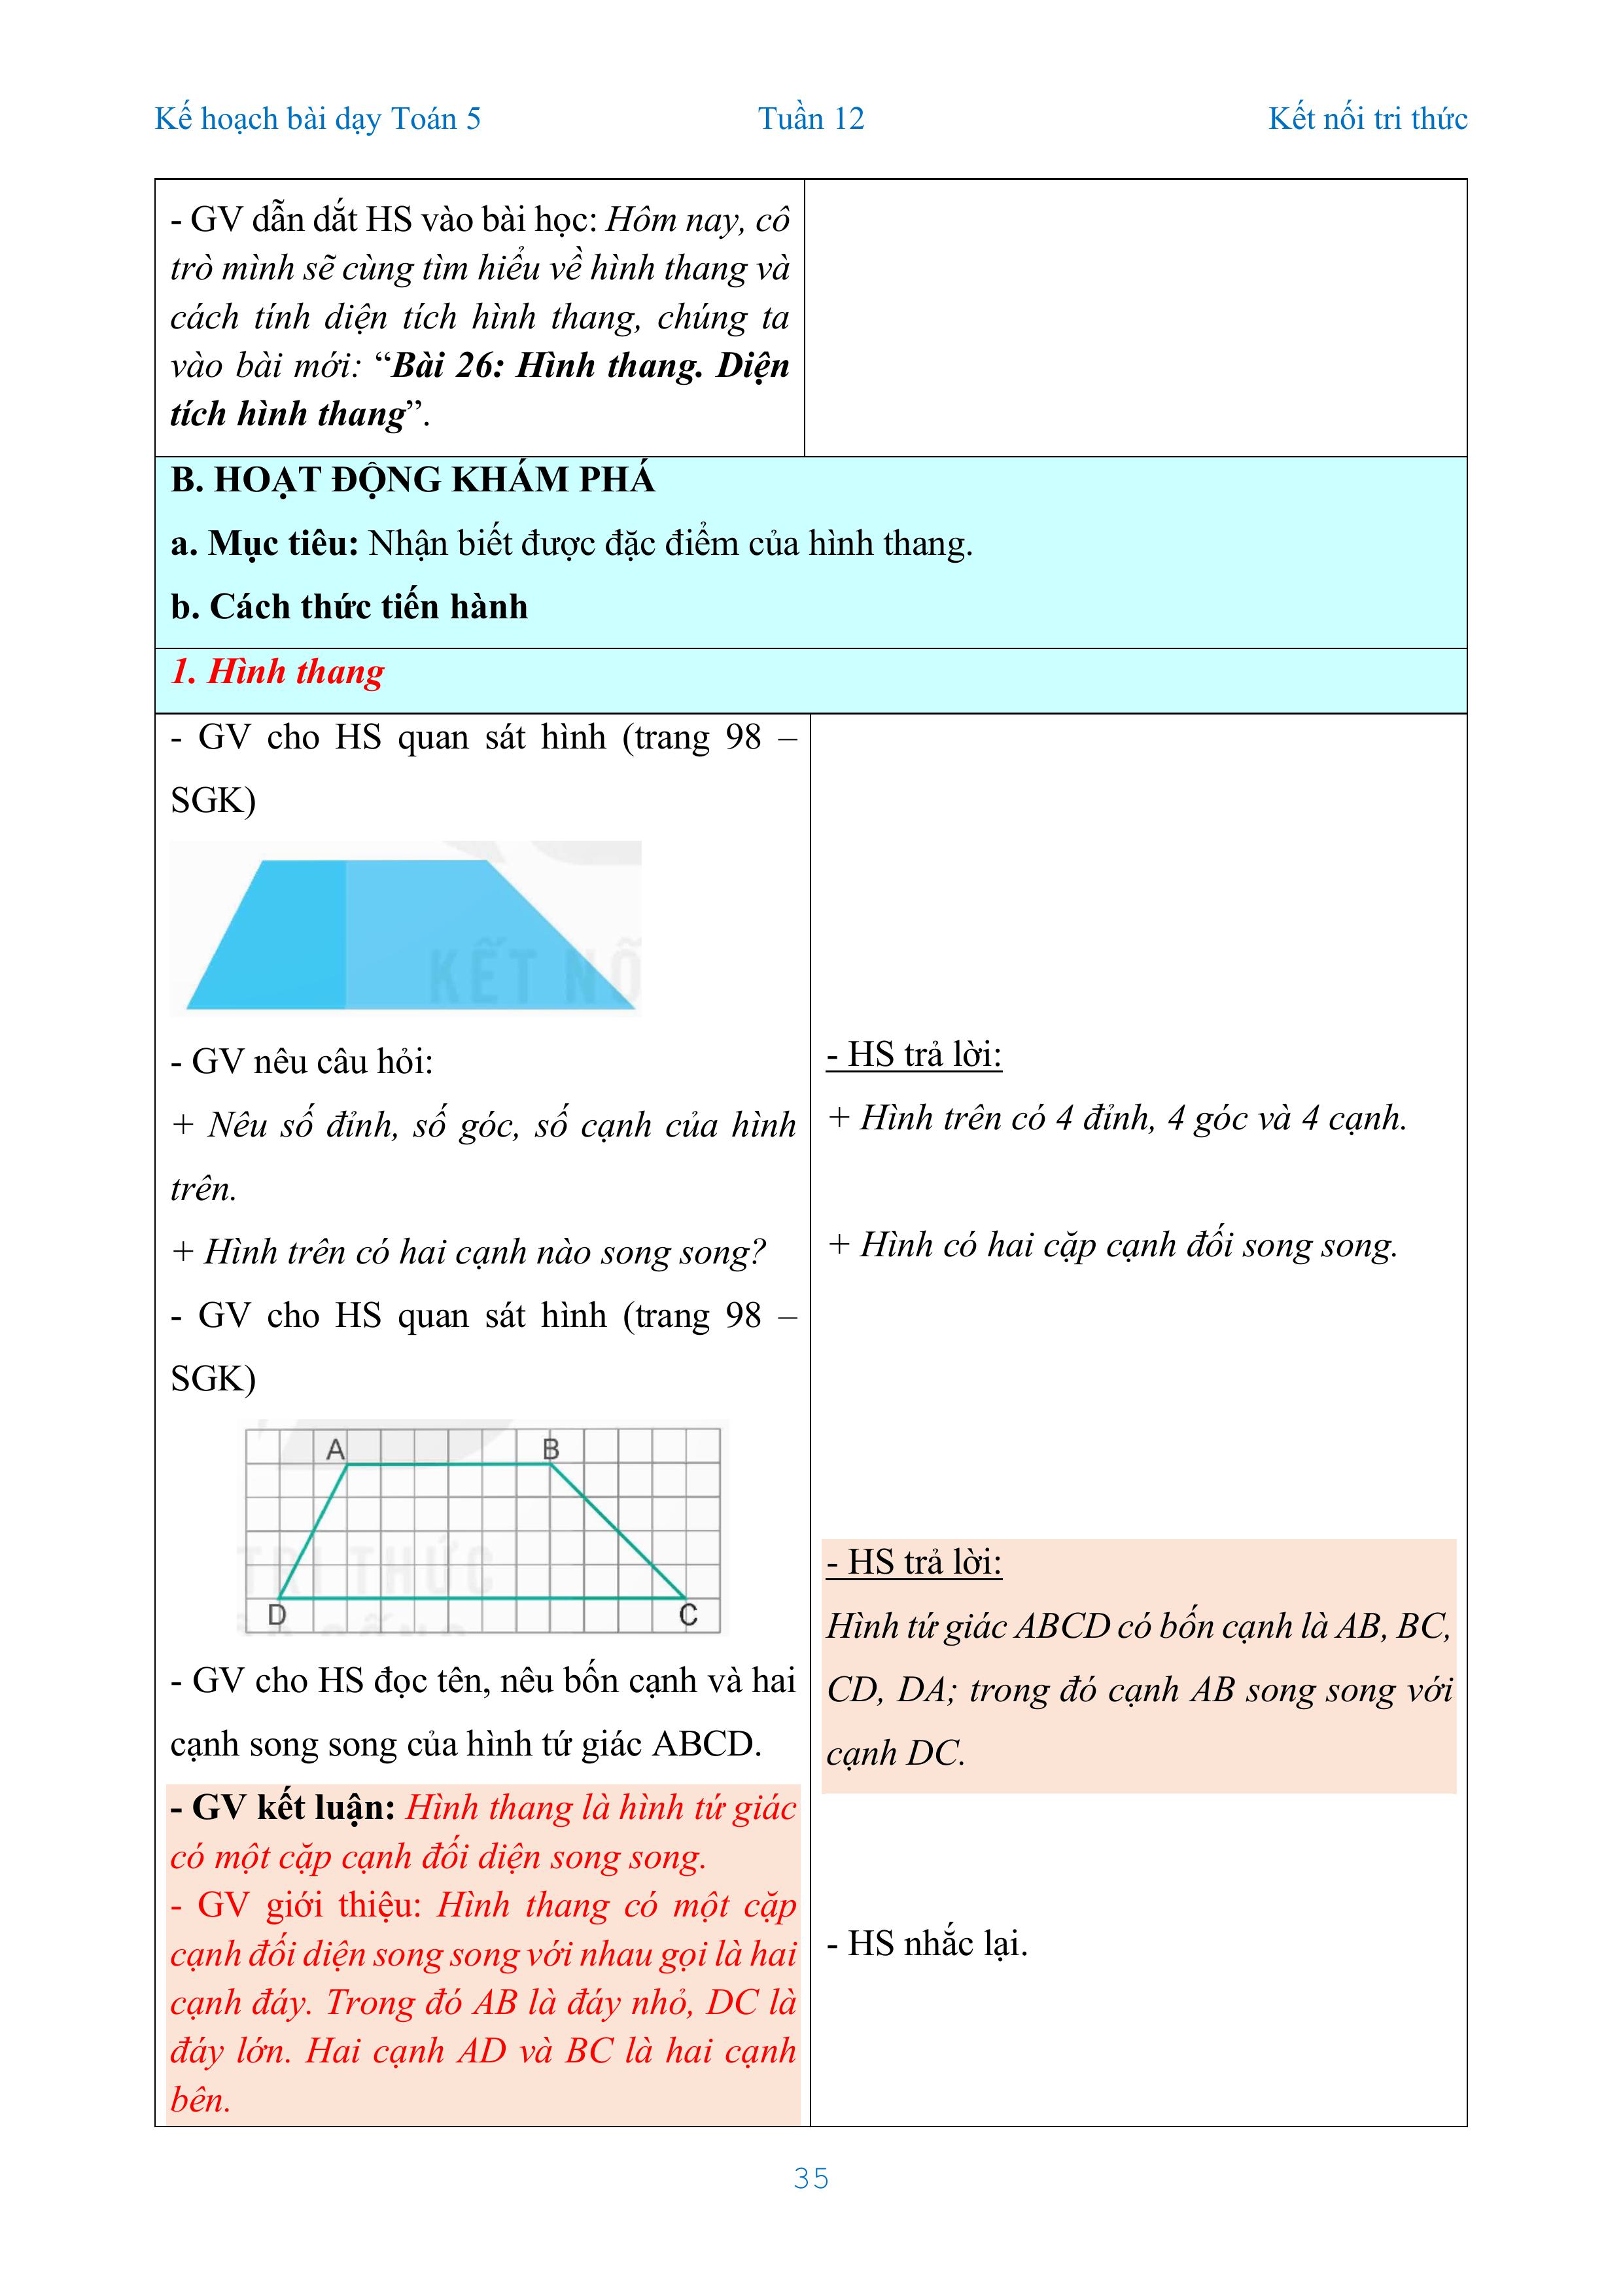 Kế hoạch bài dạy Toán 5 Tuần 12 Kết nối tri thức
- GV dẫn dắt HS vào bài học: Hôm nay, cô
trò mình sẽ cùng tìm hiểu về hình thang và
cách tính diện tích hình thang, chúng ta
vào bài mới: “Bài 26: Hình thang. Diện
tích hình thang”.
B. HOẠT ĐỘNG KHÁM PHÁ
a. Mục tiêu: Nhận biết được đặc điểm của hình thang.
b. Cách thức tiến hành
1. Hình thang
- GV cho HS quan sát hình (trang 98 –
SGK)
KẾT NỐ
- GV nêu câu hỏi:
+ Nêu số đỉnh, số góc, số cạnh của hình
trên.
+ Hình trên có hai cạnh nào song song?
- GV cho HS quan sát hình (trang 98 –
SGK)
A B
TRI THỨC
D C
- GV cho HS đọc tên, nêu bốn cạnh và hai
cạnh song song của hình tứ giác ABCD.
- GV kết luận: Hình thang là hình tứ giác
có một cặp cạnh đối diện song song.
- GV giới thiệu: Hình thang có một cặp
cạnh đối diện song song với nhau gọi là hai
cạnh đáy. Trong đó AB là đáy nhỏ, DC là
đáy lớn. Hai cạnh AD và BC là hai cạnh
bên.
- HS trả lời:
+ Hình trên có 4 đỉnh, 4 góc và 4 cạnh.
+ Hình có hai cặp cạnh đối song song.
- HS trả lời:
Hình tứ giác ABCD có bốn cạnh là AB, BC,
CD, DA; trong đó cạnh AB song song với
cạnh DC.
- HS nhắc lại.
35